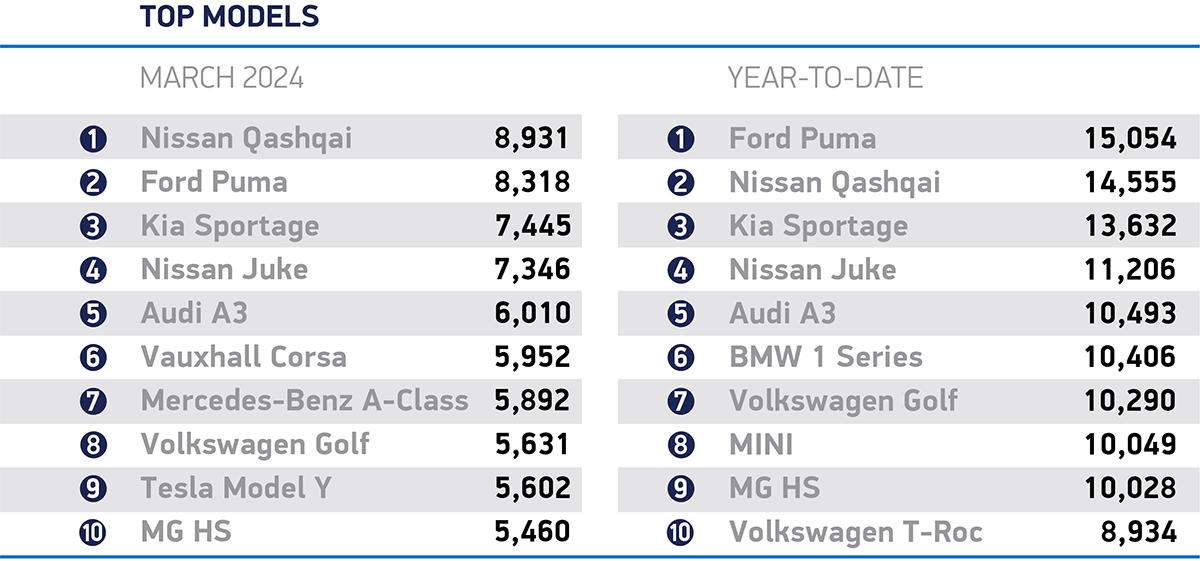 TOP MODELS
MARCH 2024 YEAR-TO-DATE
1 Nissan Qashqai 8,931 1 Ford Puma 15,054
2 Ford Puma 8,318 2 Nissan Qashqai 14,555
3 Kia Sportage 7,445 3 Kia Sportage 13,632
4 Nissan Juke 7,346 4 Nissan Juke 11,206
5 Audi A3 6,010 5 Audi A3 10,493
6 Vauxhall Corsa 5,952 6 BMW 1 Series 10,406
7 Mercedes-Benz A-Class 5,892 7 Volkswagen Golf 10,290
8 Volkswagen Golf 5,631 8 MINI 10,049
9 Tesla Model Y 5,602 9 MG HS 10,028
10 MG HS 5,460 10 Volkswagen T-Roc 8,934